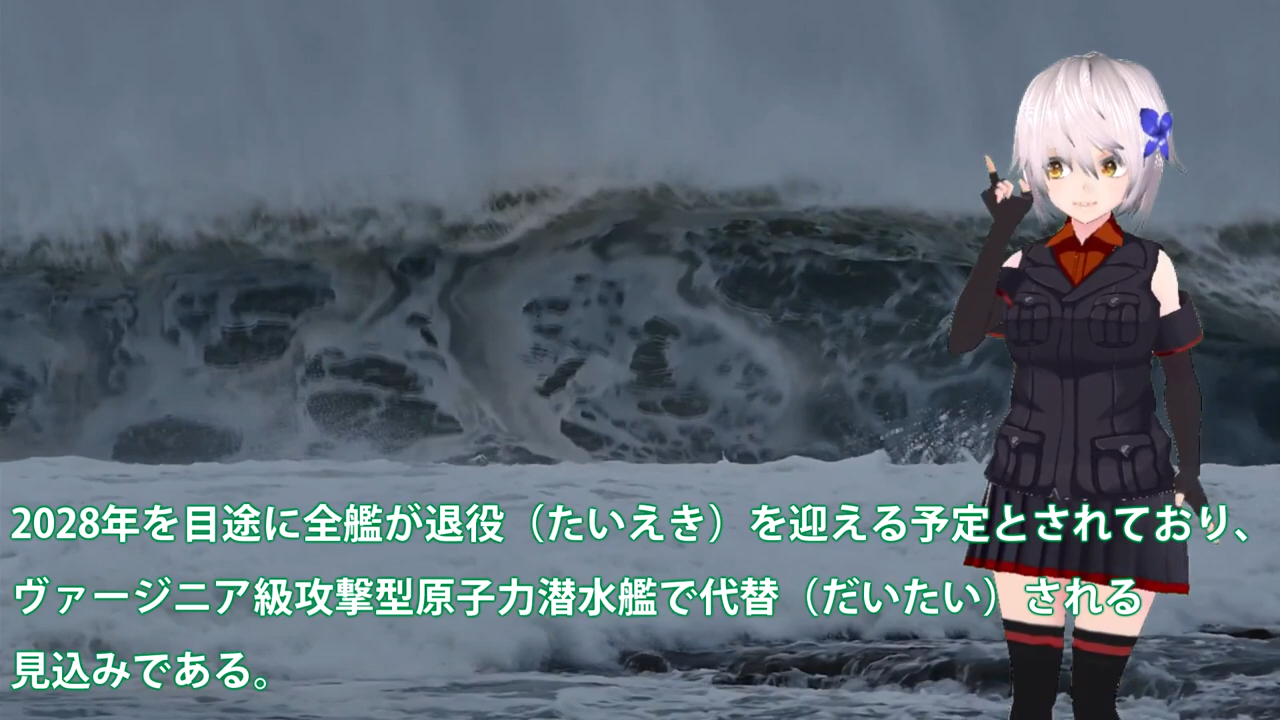 2028年を目途に全艦が退役（たいえき）を迎える予定とされており、
ヴァージニア級攻撃型原子力潜水艦で代替（だいたい）される
見込みである。